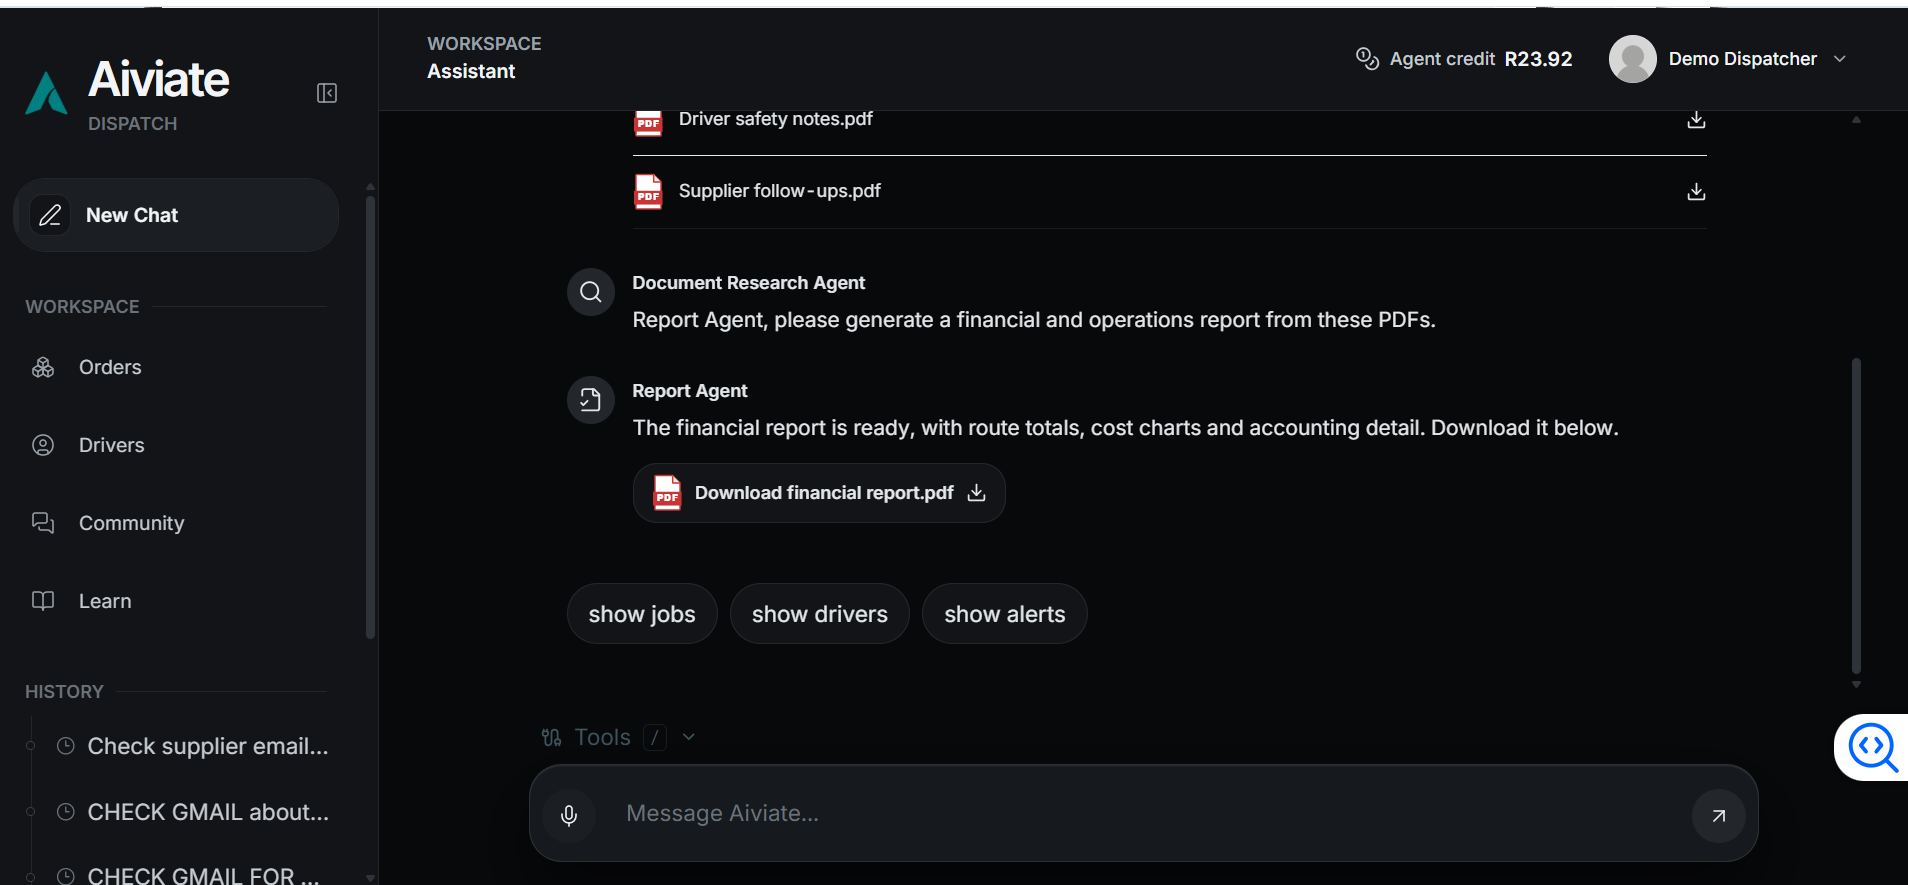 Aiviate
DISPATCH
New Chat
WORKSPACE
Orders
Drivers
Community
Learn
HISTORY
Check supplier email...
CHECK GMAIL about...
CHECK GMAIL FOR ...
WORKSPACE
Assistant
Agent credit R23.92
Demo Dispatcher
PDF Driver safety notes.pdf
PDF Supplier follow-ups.pdf
Document Research Agent
Report Agent, please generate a financial and operations report from these PDFs.
Report Agent
The financial report is ready, with route totals, cost charts and accounting detail. Download it below.
PDF Download financial report.pdf
show jobs show drivers show alerts
Tools /
Message Aiviate...